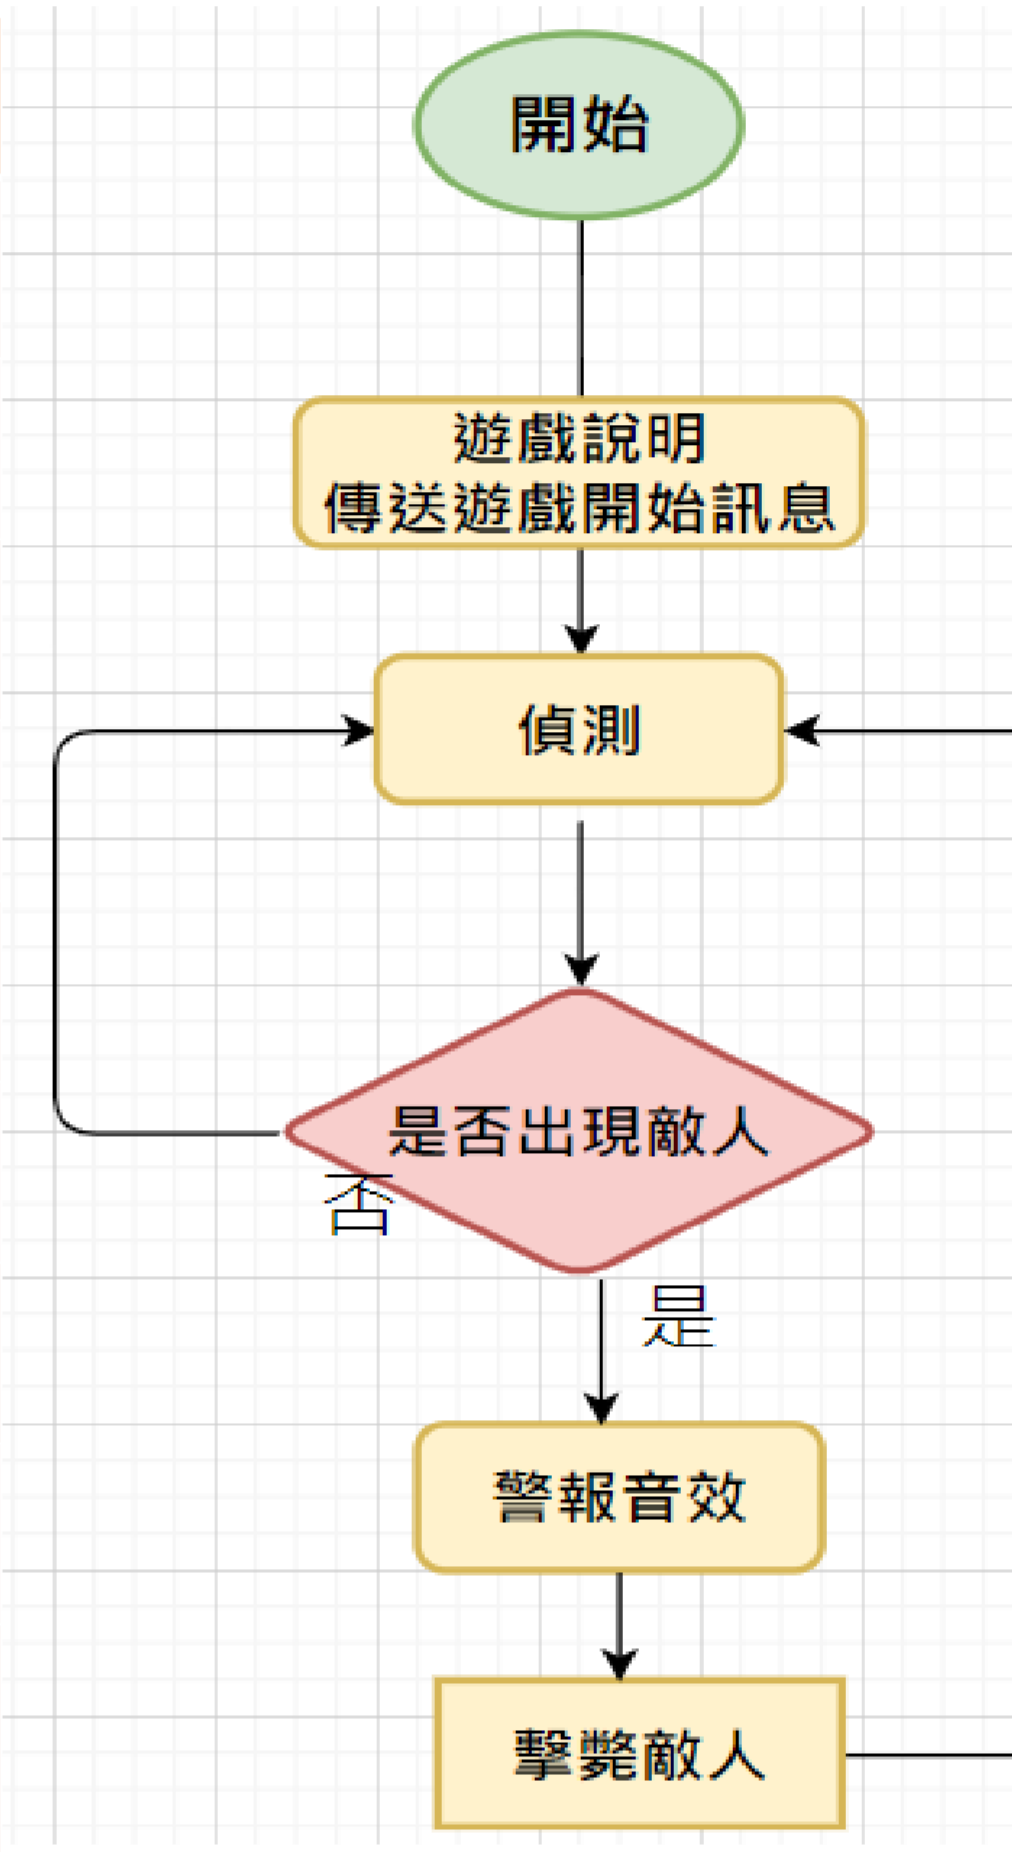 開始
遊戲說明
傳送遊戲開始訊息
偵測
是否出現敵人
否
是
警報音效
擊斃敵人